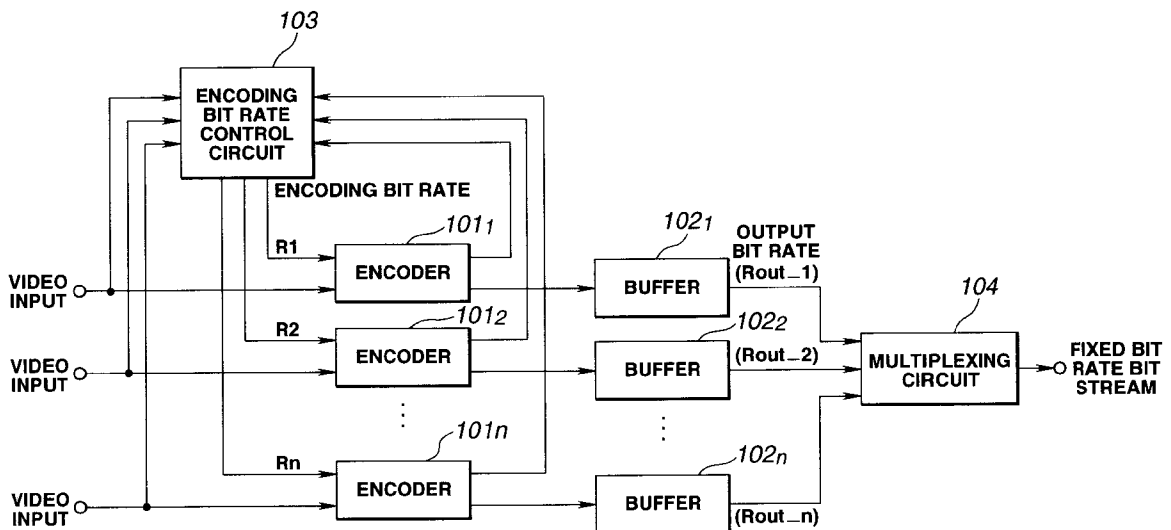 103
ENCODING
BIT RATE
CONTROL
CIRCUIT
ENCODING BIT RATE
R1
101₁
ENCODER
VIDEO
INPUT
102₁
BUFFER
OUTPUT
BIT RATE
(Rout_1)
R2
101₂
ENCODER
VIDEO
INPUT
102₂
BUFFER
(Rout_2)
104
MULTIPLEXING
CIRCUIT
FIXED BIT
RATE BIT
STREAM
Rn
101n
ENCODER
VIDEO
INPUT
102n
BUFFER
(Rout_n)